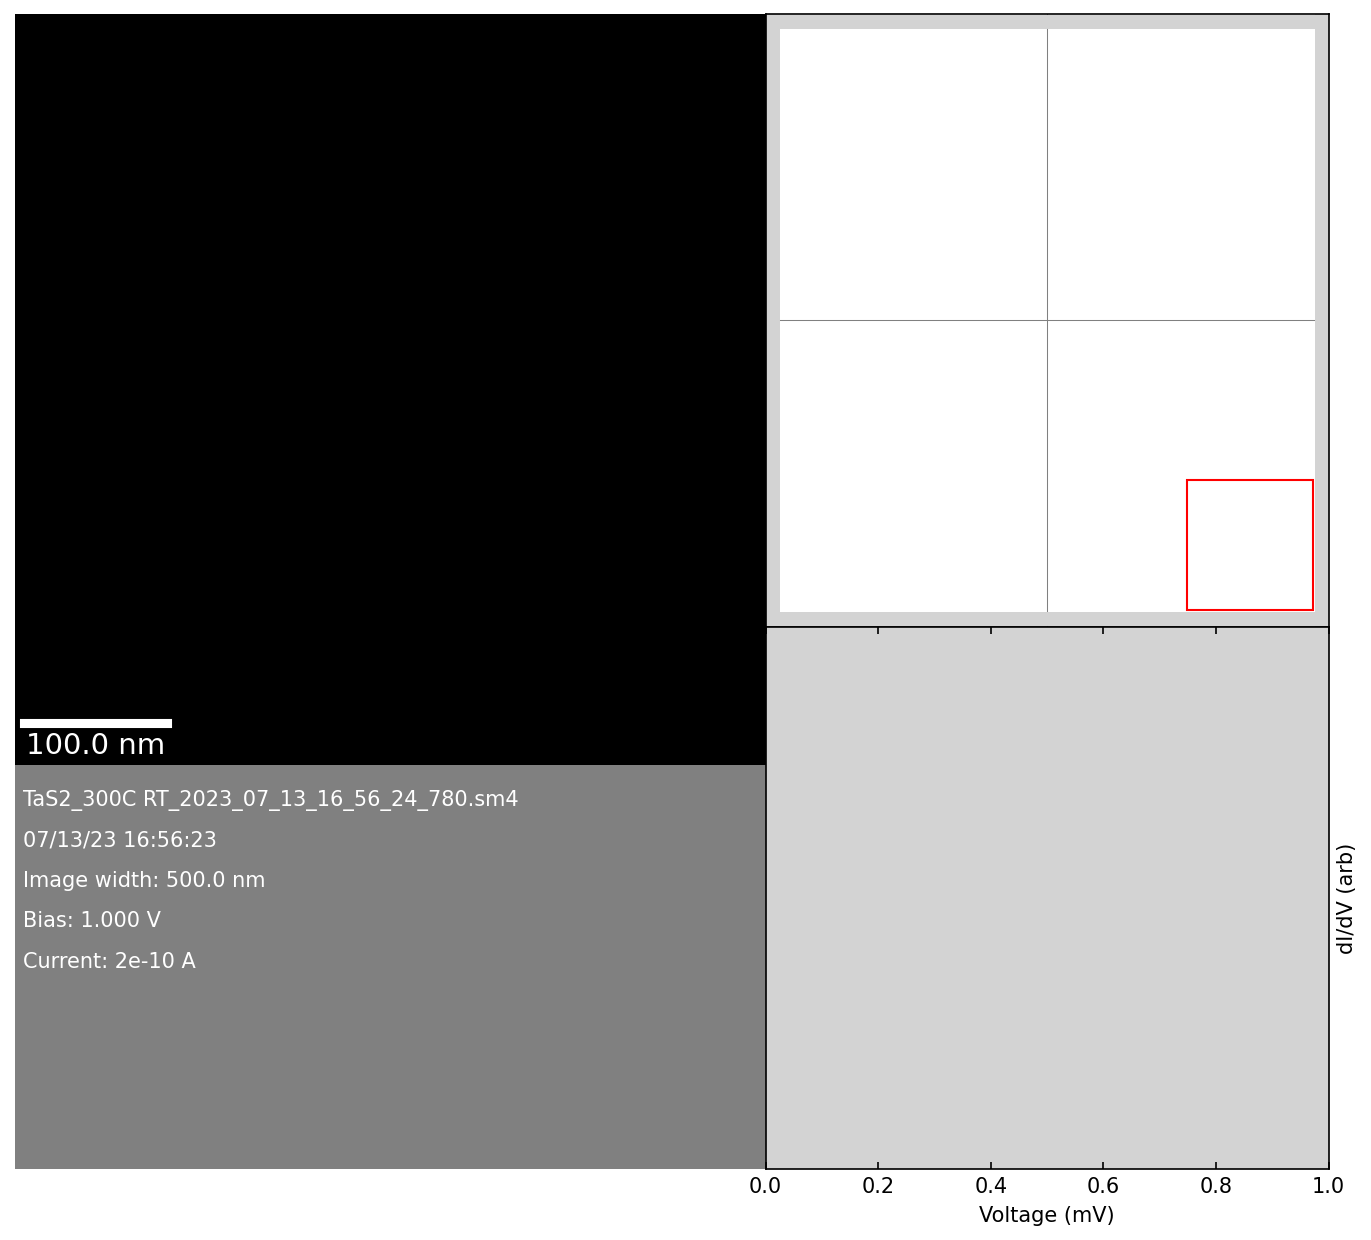 100.0 nm
TaS2_300C RT_2023_07_13_16_56_24_780.sm4
07/13/23 16:56:23
Image width: 500.0 nm
Bias: 1.000 V
Current: 2e-10 A
dI/dV (arb)
0.0 0.2 0.4 0.6 0.8 1.0
Voltage (mV)